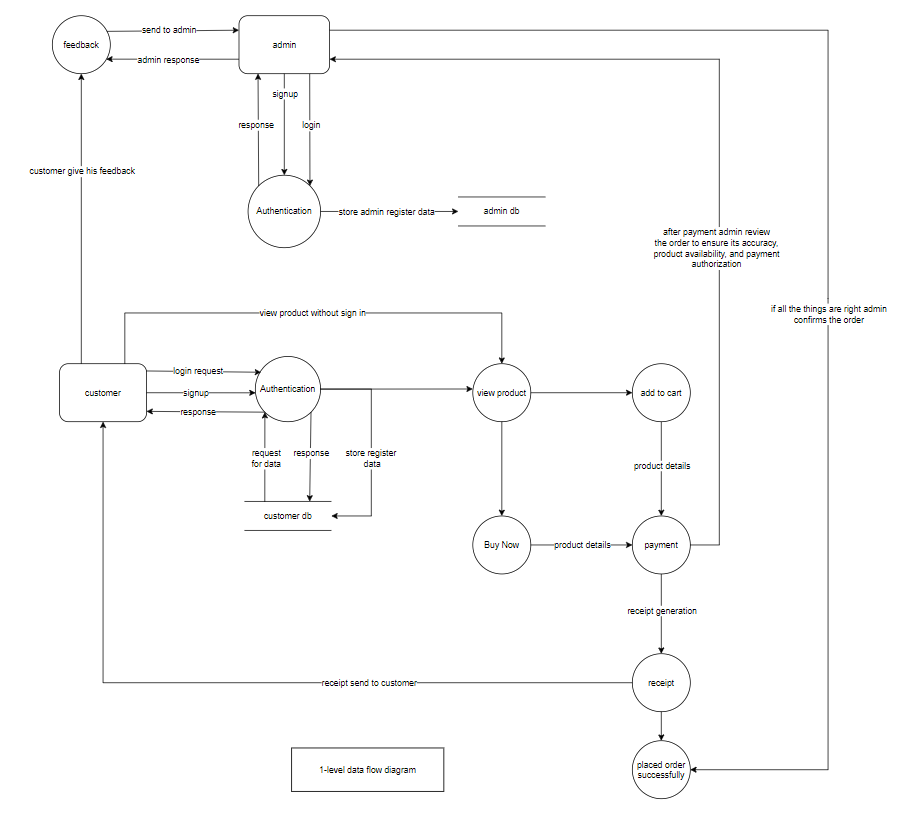 send to admin
feedback
admin
admin response
signup
response
login
customer give his feedback
Authentication
store admin register data
admin db
after payment admin review
the order to ensure its accuracy,
product availability, and payment
authorization
if all the things are right admin
confirms the order
view product without sign in
login request
Authentication
customer
signup
view product
add to cart
response
request
for data
response
store register
data
product details
customer db
Buy Now
product details
payment
receipt generation
receipt send to customer
receipt
1-level data flow diagram
placed order
successfully